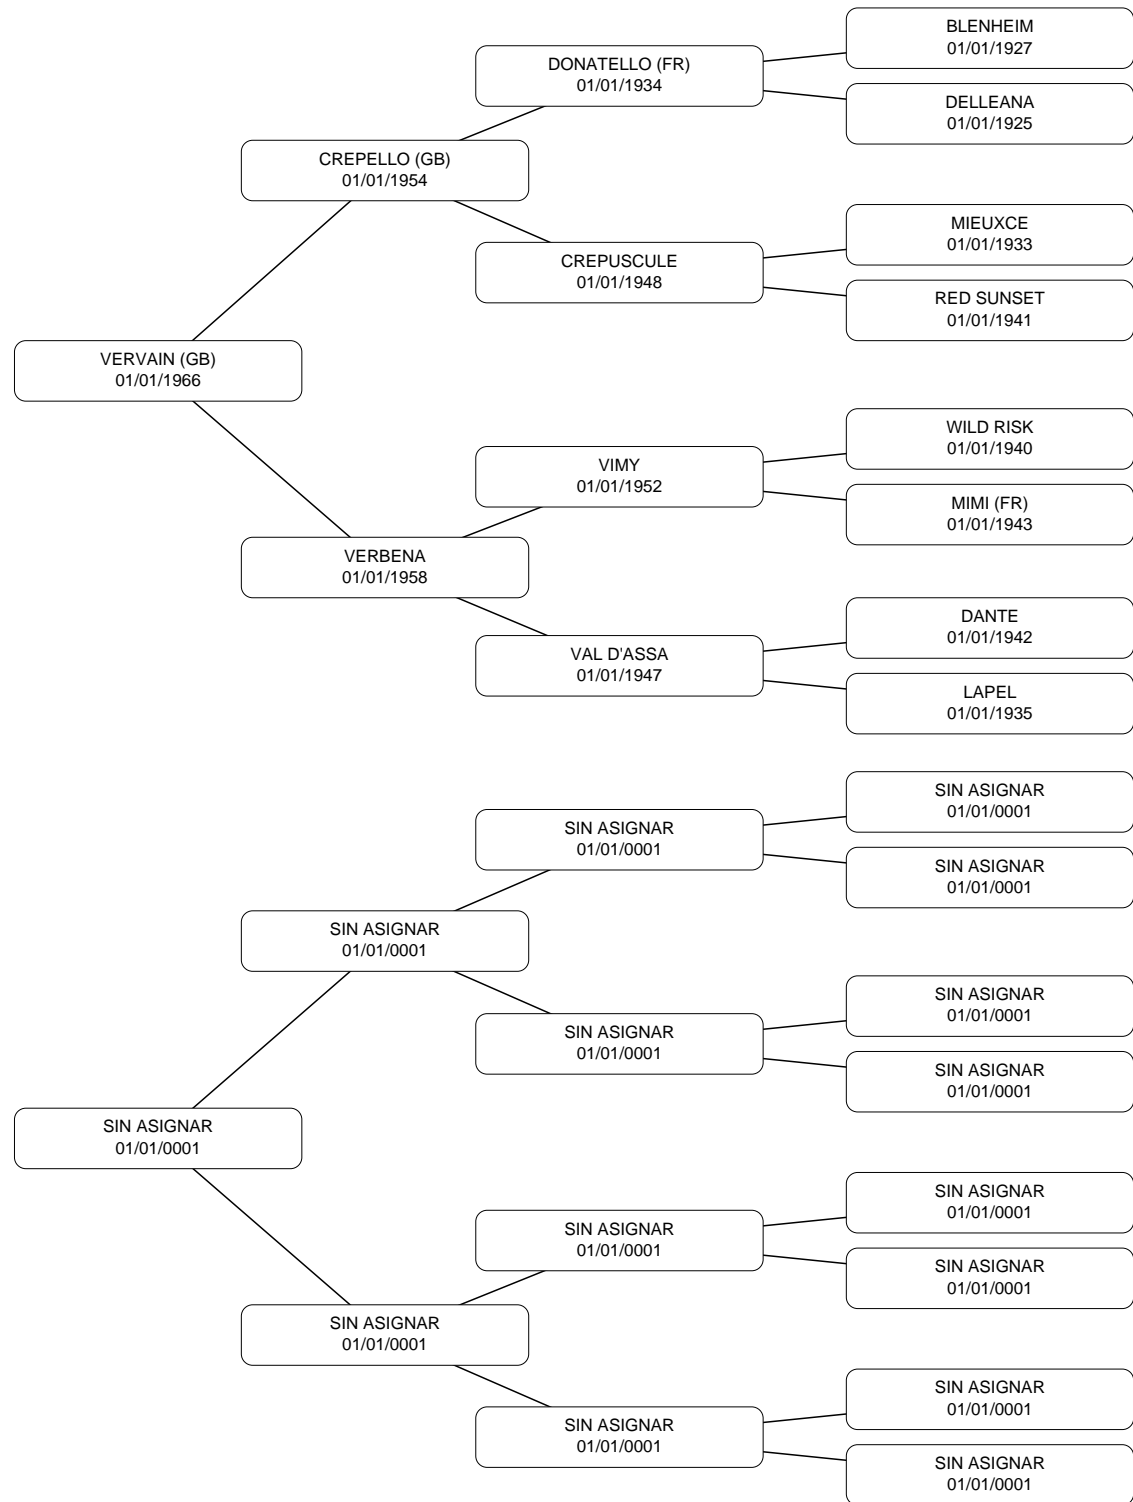 BLENHEIM
01/01/1927
DONATELLO (FR)
01/01/1934
DELLEANA
01/01/1925
CREPELLO (GB)
01/01/1954
MIEUXCE
01/01/1933
CREPUSCULE
01/01/1948
RED SUNSET
01/01/1941
VERVAIN (GB)
01/01/1966
WILD RISK
01/01/1940
VIMY
01/01/1952
MIMI (FR)
01/01/1943
VERBENA
01/01/1958
DANTE
01/01/1942
VAL D'ASSA
01/01/1947
LAPEL
01/01/1935
SIN ASIGNAR
01/01/0001
SIN ASIGNAR
01/01/0001
SIN ASIGNAR
01/01/0001
SIN ASIGNAR
01/01/0001
SIN ASIGNAR
01/01/0001
SIN ASIGNAR
01/01/0001
SIN ASIGNAR
01/01/0001
SIN ASIGNAR
01/01/0001
SIN ASIGNAR
01/01/0001
SIN ASIGNAR
01/01/0001
SIN ASIGNAR
01/01/0001
SIN ASIGNAR
01/01/0001
SIN ASIGNAR
01/01/0001
SIN ASIGNAR
01/01/0001
SIN ASIGNAR
01/01/0001